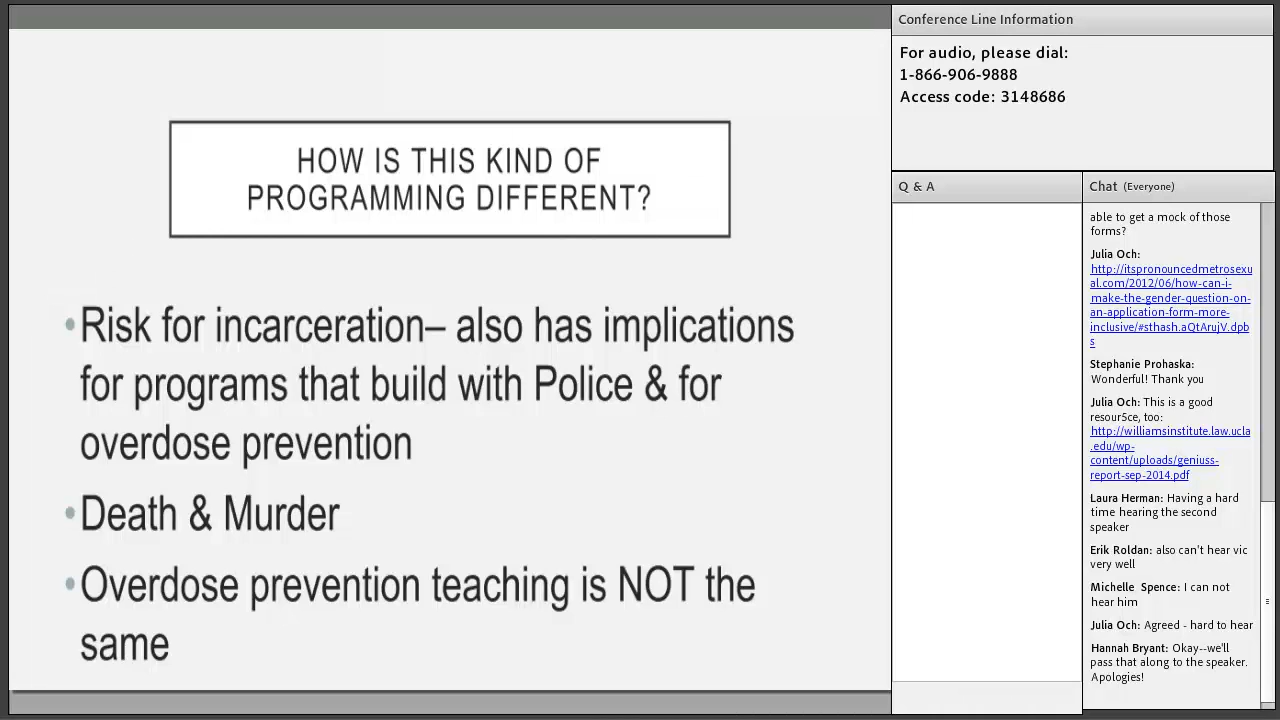 HOW IS THIS KIND OF
PROGRAMMING DIFFERENT?
•Risk for incarceration– also has implications
for programs that build with Police & for
overdose prevention
•Death & Murder
•Overdose prevention teaching is NOT the
same
Conference Line Information
For audio, please dial:
1-866-906-9888
Access code: 3148686
Q & A
Chat (Everyone)
able to get a mock of those
forms?
Julia Och:
http://itspronouncedmetrosexu
al.com/2012/06/how-can-i-
make-the-gender-question-on-
an-application-form-more-
inclusive/#sthash.aQtArujV.dpb
s
Stephanie Prohaska:
Wonderful! Thank you
Julia Och: This is a good
resour5ce, too:
http://williamsinstitute.law.ucla
.edu/wp-
content/uploads/geniuss-
report-sep-2014.pdf
Laura Herman: Having a hard
time hearing the second
speaker
Erik Roldan: also can't hear vic
very well
Michelle Spence: I can not
hear him
Julia Och: Agreed - hard to hear
Hannah Bryant: Okay--we'll
pass that along to the speaker.
Apologies!